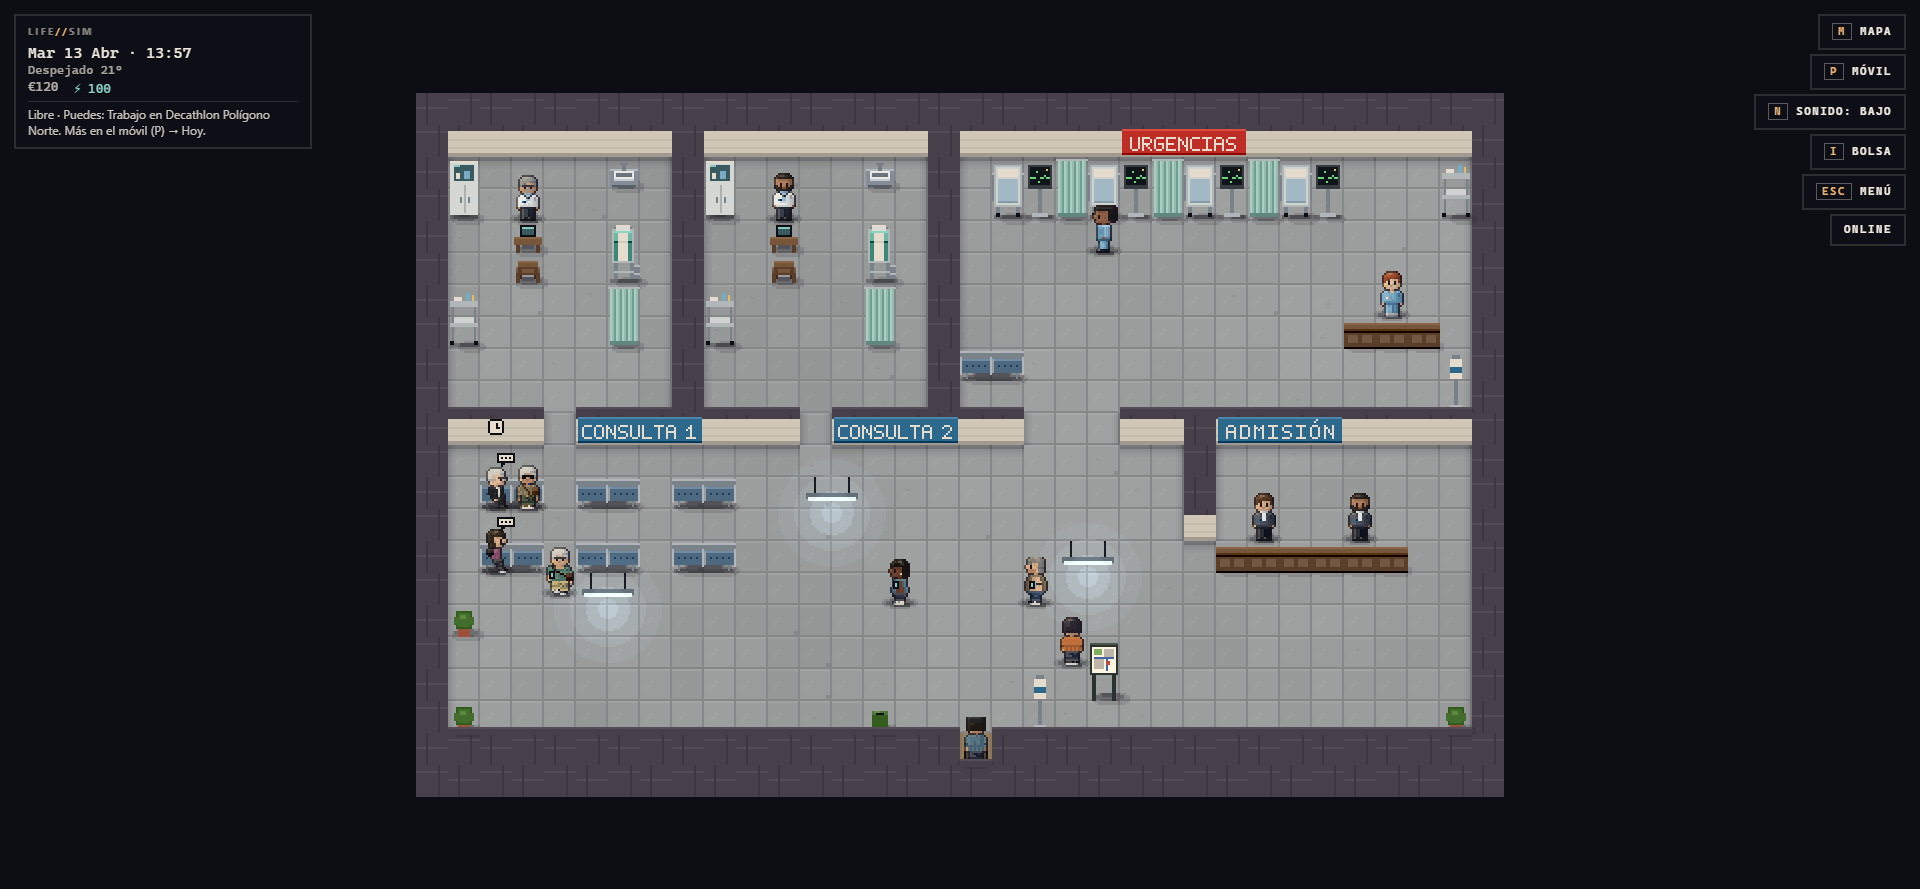 LIFE//SIM
Mar 13 Abr · 13:57
Despejado 21º
€120 ⚡ 100
Libre · Puedes: Trabajo en Decathlon Polígono
Norte. Más en el móvil (P) → Hoy.
M MAPA
P MÓVIL
N SONIDO: BAJO
I BOLSA
ESC MENÚ
ONLINE
URGENCIAS
CONSULTA 1
CONSULTA 2
ADMISIÓN